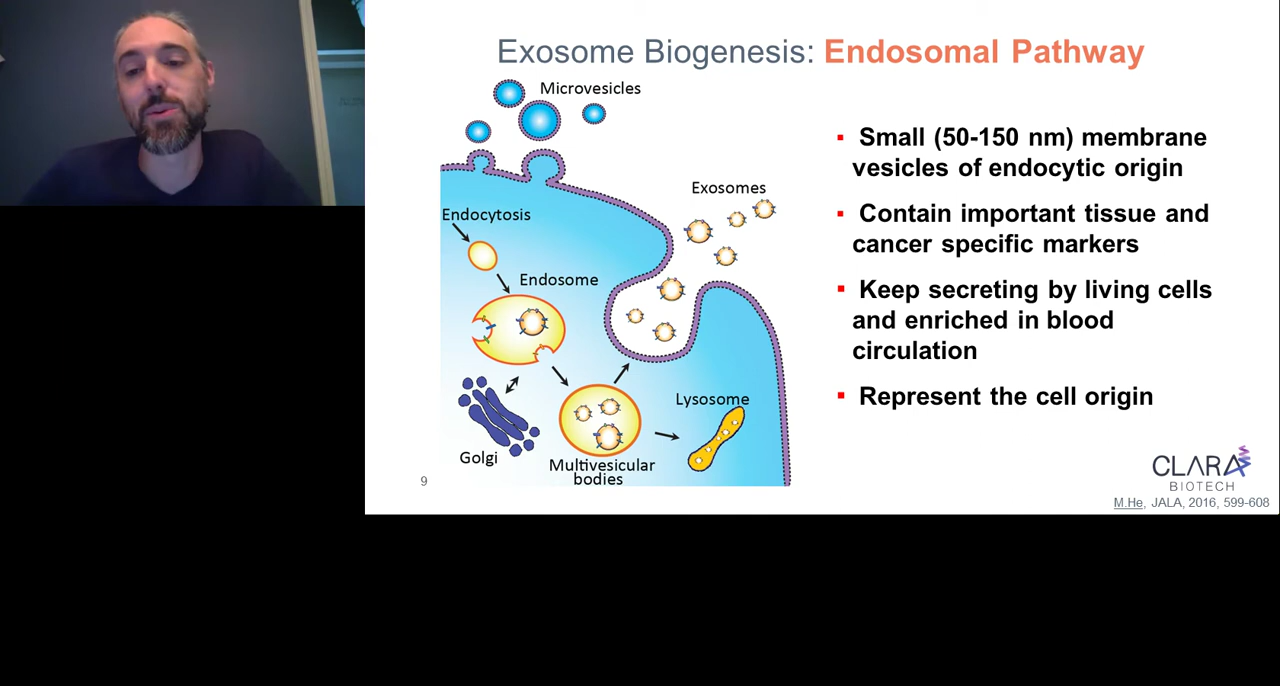 Exosome Biogenesis: Endosomal Pathway
Microvesicles
Exosomes
Endocytosis
Endosome
Lysosome
Golgi
Multivesicular
bodies
▪ Small (50-150 nm) membrane
vesicles of endocytic origin
▪ Contain important tissue and
cancer specific markers
▪ Keep secreting by living cells
and enriched in blood
circulation
▪ Represent the cell origin
9
CLARA
BIOTECH
M.He, JALA, 2016, 599-608